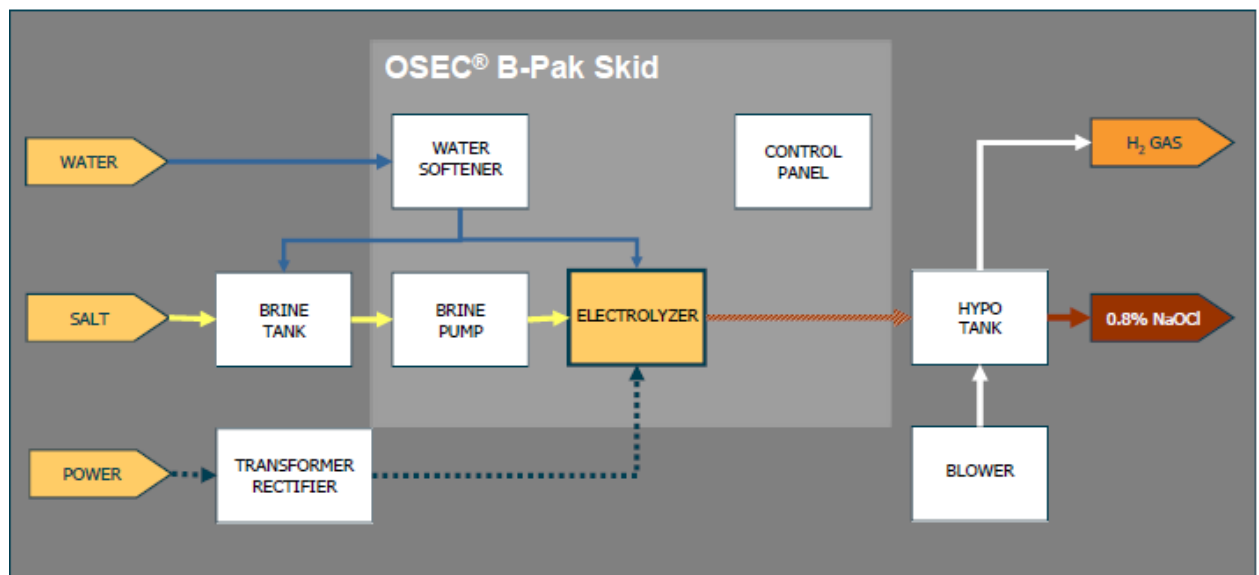 OSEC® B-Pak Skid
WATER
WATER
SOFTENER
CONTROL
PANEL
H₂ GAS
SALT
BRINE
TANK
BRINE
PUMP
ELECTROLYZER
HYPO
TANK
0.8% NaOCl
POWER
TRANSFORMER
RECTIFIER
BLOWER